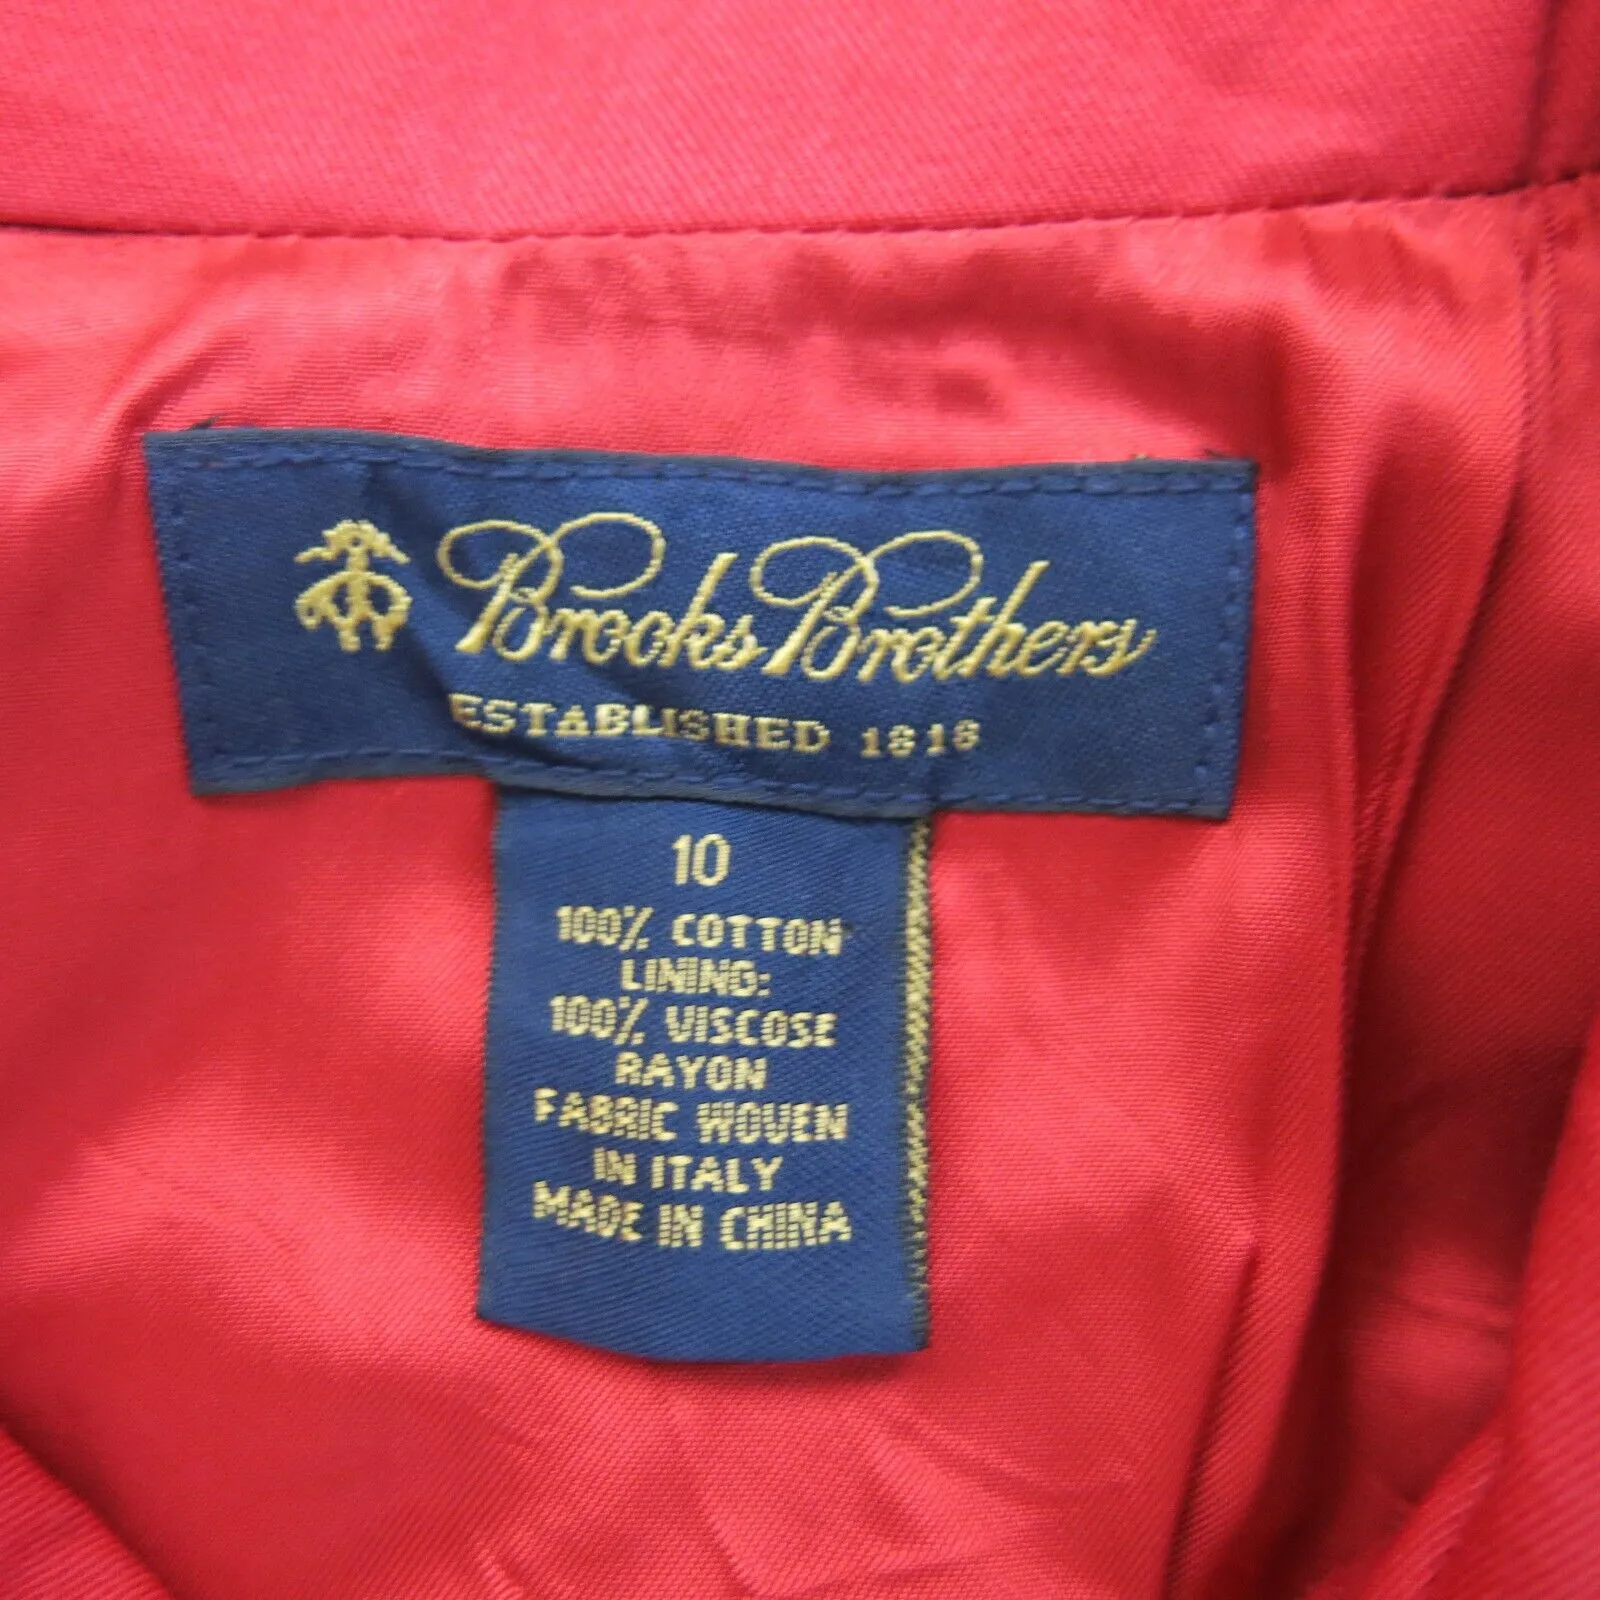 Brooks Brothers
ESTABLISHED 1818
10
100% COTTON
LINING:
100% VISCOSE
RAYON
FABRIC WOVEN
IN ITALY
MADE IN CHINA